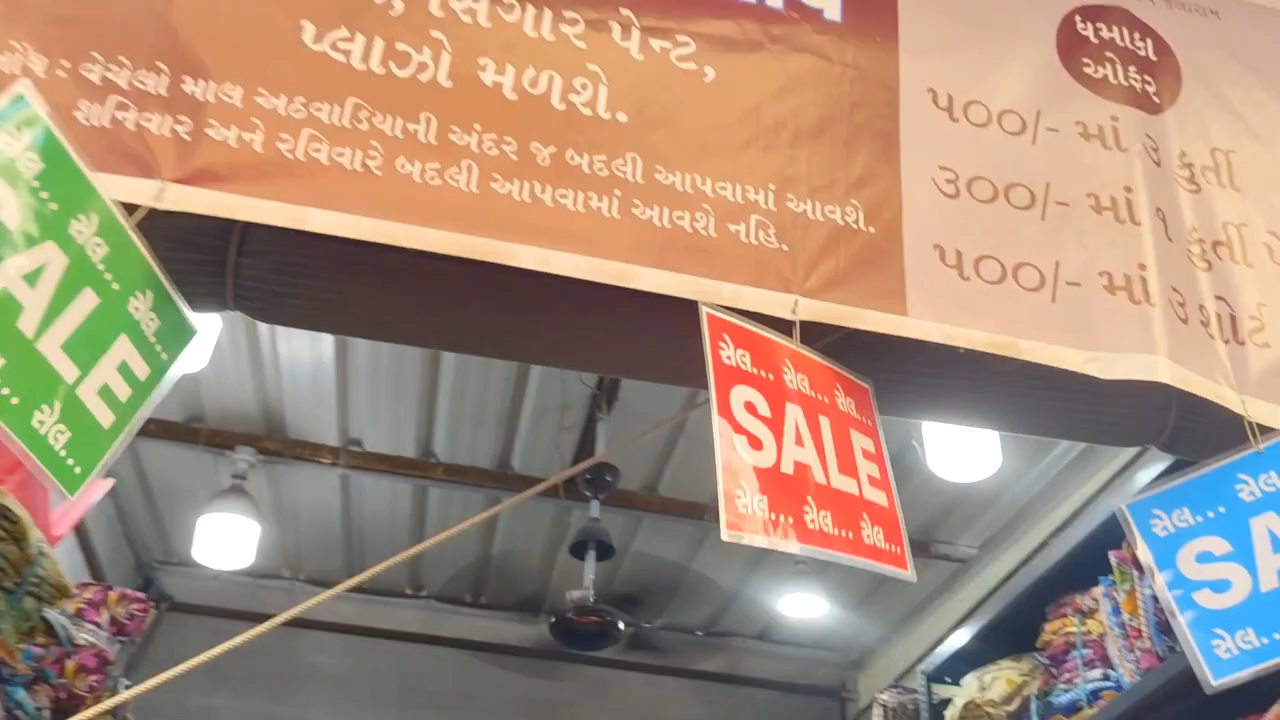 સિગાર પેન્ટ,
પ્લાઝો મળશે.
નોંધ : વેચેલો માલ અઠવાડિયાની અંદર જ બદલી આપવામાં આવશે.
શનિવાર અને રવિવારે બદલી આપવામાં આવશે નહિ.
ધમાકા
ઓફર
૫૦૦/- માં ૩ કુર્તી
૩૦૦/- માં ૧ કુર્તી
૫૦૦/- માં ૩ શોર્ટ
સેલ...
સેલ... સેલ...
SALE
સેલ...
સેલ... સેલ... સેલ...
SALE
સેલ... સેલ... સેલ...
સેલ... સેલ
SA
સેલ...